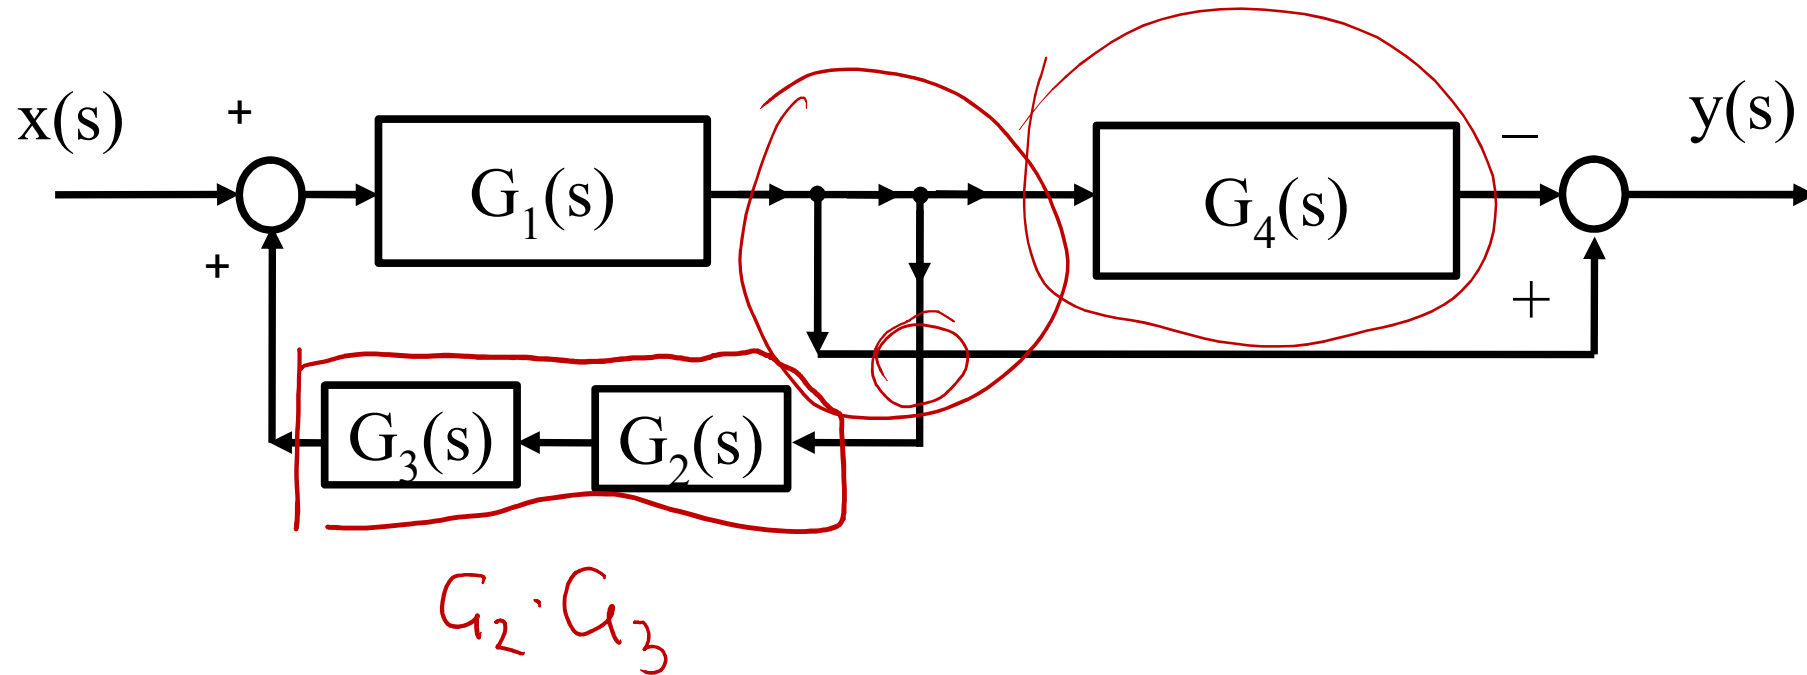 x(s)
+
G1(s)
G4(s)
−
y(s)
+
+
G3(s)
G2(s)
G2·G3